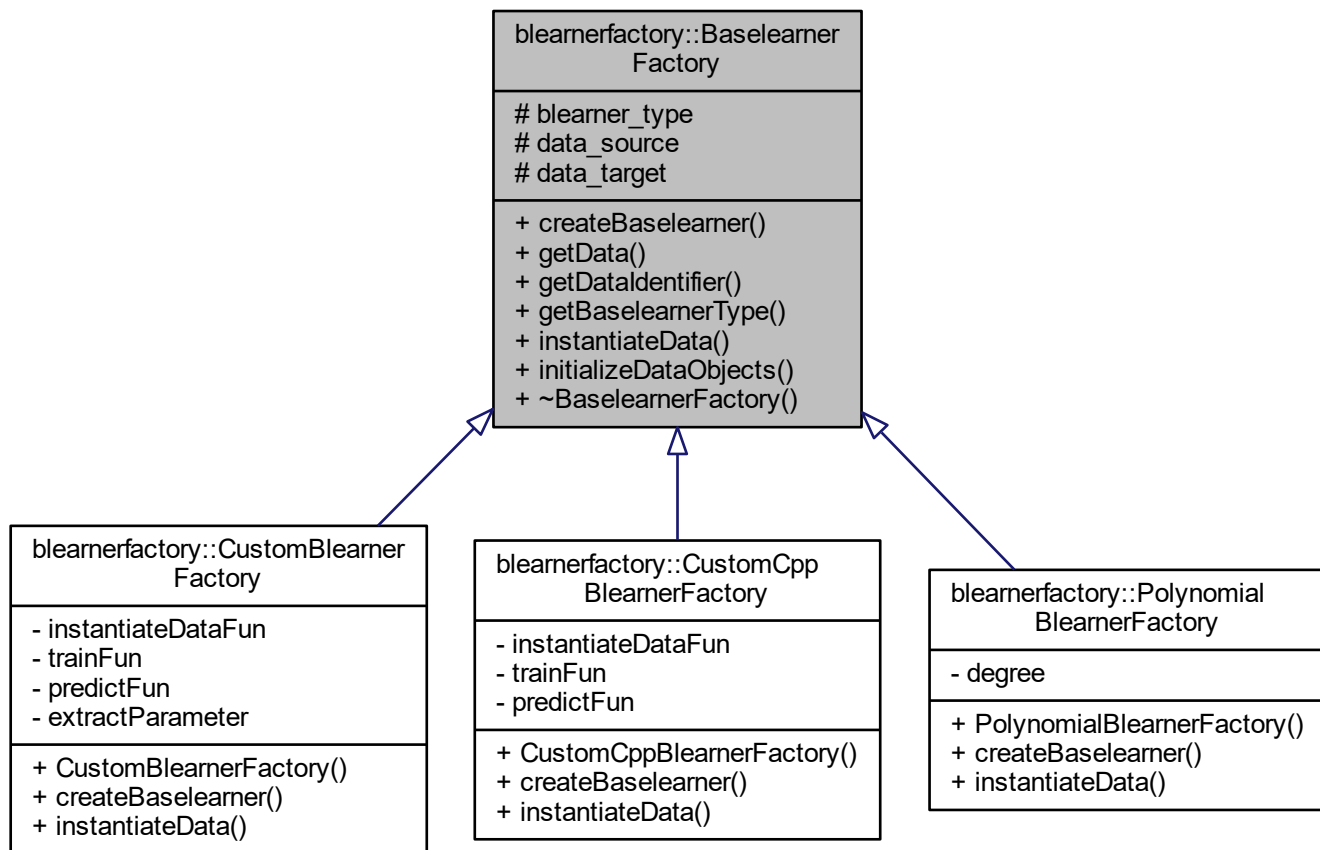 blearnerfactory::Baselearner
Factory
# blearner_type
# data_source
# data_target
+ createBaselearner()
+ getData()
+ getDataIdentifier()
+ getBaselearnerType()
+ instantiateData()
+ initializeDataObjects()
+ ~BaselearnerFactory()
blearnerfactory::CustomBlearner
Factory
- instantiateDataFun
- trainFun
- predictFun
- extractParameter
+ CustomBlearnerFactory()
+ createBaselearner()
+ instantiateData()
blearnerfactory::CustomCpp
BlearnerFactory
- instantiateDataFun
- trainFun
- predictFun
+ CustomCppBlearnerFactory()
+ createBaselearner()
+ instantiateData()
blearnerfactory::Polynomial
BlearnerFactory
- degree
+ PolynomialBlearnerFactory()
+ createBaselearner()
+ instantiateData()